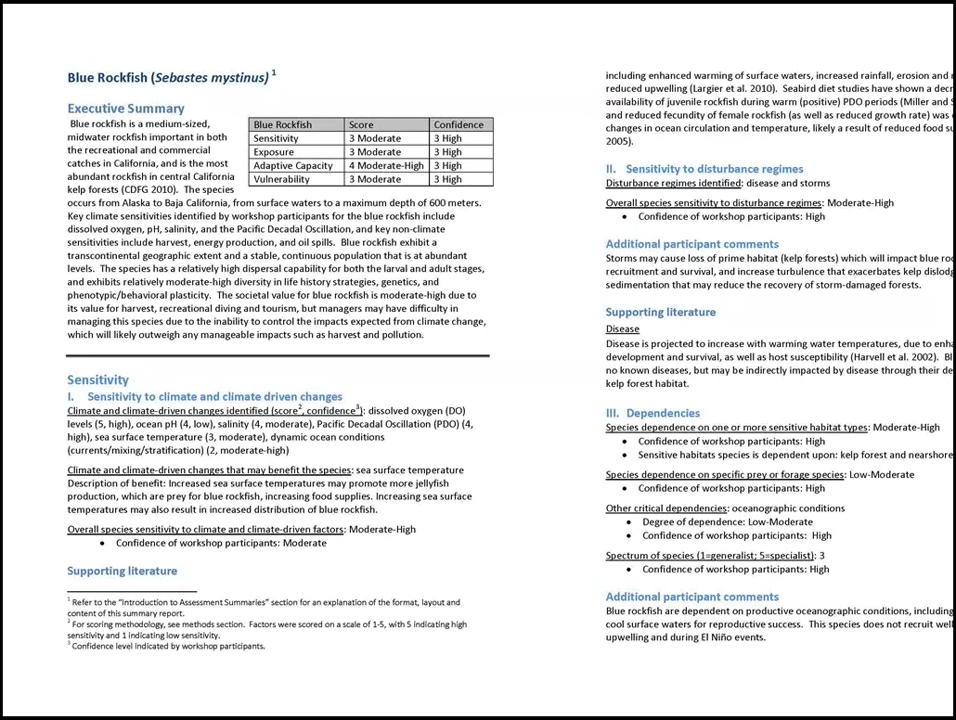 Blue Rockfish (Sebastes mystinus) 1
Executive Summary
Blue rockfish is a medium-sized,
midwater rockfish important in both
the recreational and commercial
catches in California, and is the most
abundant rockfish in central California
kelp forests (CDFG 2010). The species
Blue Rockfish Score Confidence
Sensitivity 3 Moderate 3 High
Exposure 3 Moderate 3 High
Adaptive Capacity 4 Moderate-High 3 High
Vulnerability 3 Moderate 3 High
occurs from Alaska to Baja California, from surface waters to a maximum depth of 600 meters.
Key climate sensitivities identified by workshop participants for the blue rockfish include
dissolved oxygen, pH, salinity, and the Pacific Decadal Oscillation, and key non-climate
sensitivities include harvest, energy production, and oil spills. Blue rockfish exhibit a
transcontinental geographic extent and a stable, continuous population that is at abundant
levels. The species has a relatively high dispersal capability for both the larval and adult stages,
and exhibits relatively moderate-high diversity in life history strategies, genetics, and
phenotypic/behavioral plasticity. The societal value for blue rockfish is moderate-high due to
its value for harvest, recreational diving and tourism, but managers may have difficulty in
managing this species due to the inability to control the impacts expected from climate change,
which will likely outweigh any manageable impacts such as harvest and pollution.
Sensitivity
I. Sensitivity to climate and climate driven changes
Climate and climate-driven changes identified (score2, confidence3): dissolved oxygen (DO)
levels (5, high), ocean pH (4, low), salinity (4, moderate), Pacific Decadal Oscillation (PDO) (4,
high), sea surface temperature (3, moderate), dynamic ocean conditions
(currents/mixing/stratification) (2, moderate-high)
Climate and climate-driven changes that may benefit the species: sea surface temperature
Description of benefit: Increased sea surface temperatures may promote more jellyfish
production, which are prey for blue rockfish, increasing food supplies. Increasing sea surface
temperatures may also result in increased distribution of blue rockfish.
Overall species sensitivity to climate and climate-driven factors: Moderate-High
• Confidence of workshop participants: Moderate
Supporting literature
1 Refer to the "Introduction to Assessment Summaries" section for an explanation of the format, layout and
content of this summary report.
2 For scoring methodology, see methods section. Factors were scored on a scale of 1-5, with 5 indicating high
sensitivity and 1 indicating low sensitivity.
3 Confidence level indicated by workshop participants.
including enhanced warming of surface waters, increased rainfall, erosion and
reduced upwelling (Largier et al. 2010). Seabird diet studies have shown a decr
availability of juvenile rockfish during warm (positive) PDO periods (Miller and S
and reduced fecundity of female rockfish (as well as reduced growth rate) was
changes in ocean circulation and temperature, likely a result of reduced food su
2005).
II. Sensitivity to disturbance regimes
Disturbance regimes identified: disease and storms
Overall species sensitivity to disturbance regimes: Moderate-High
• Confidence of workshop participants: High
Additional participant comments
Storms may cause loss of prime habitat (kelp forests) which will impact blue roc
recruitment and survival, and increase turbulence that exacerbates kelp dislodg
sedimentation that may reduce the recovery of storm-damaged forests.
Supporting literature
Disease
Disease is projected to increase with warming water temperatures, due to enha
development and survival, as well as host susceptibility (Harvell et al. 2002). Bl
no known diseases, but may be indirectly impacted by disease through their de
kelp forest habitat.
III. Dependencies
Species dependence on one or more sensitive habitat types: Moderate-High
• Confidence of workshop participants: High
• Sensitive habitats species is dependent upon: kelp forest and nearshore
Species dependence on specific prey or forage species: Low-Moderate
• Confidence of workshop participants: High
Other critical dependencies: oceanographic conditions
• Degree of dependence: Low-Moderate
• Confidence of workshop participants: High
Spectrum of species (1=generalist; 5=specialist): 3
• Confidence of workshop participants: High
Additional participant comments
Blue rockfish are dependent on productive oceanographic conditions, including
cool surface waters for reproductive success. This species does not recruit well
upwelling and during El Niño events.